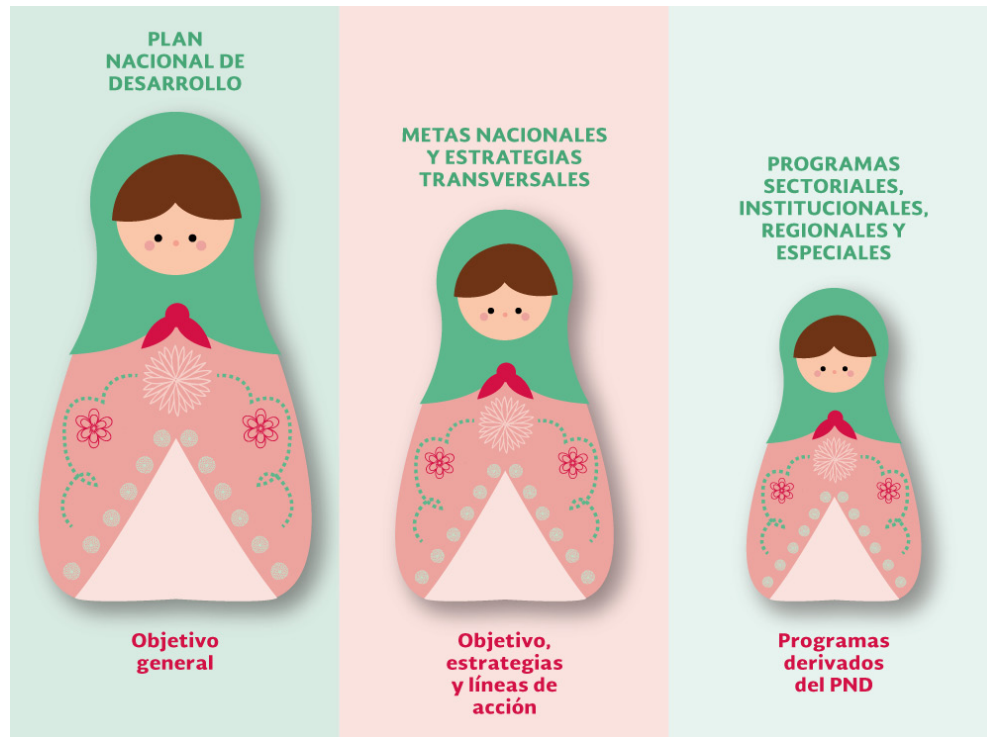 PLAN
NACIONAL DE
DESARROLLO
Objetivo
general
METAS NACIONALES
Y ESTRATEGIAS
TRANSVERSALES
Objetivo,
estrategias
y líneas de
acción
PROGRAMAS
SECTORIALES,
INSTITUCIONALES,
REGIONALES Y
ESPECIALES
Programas
derivados
del PND